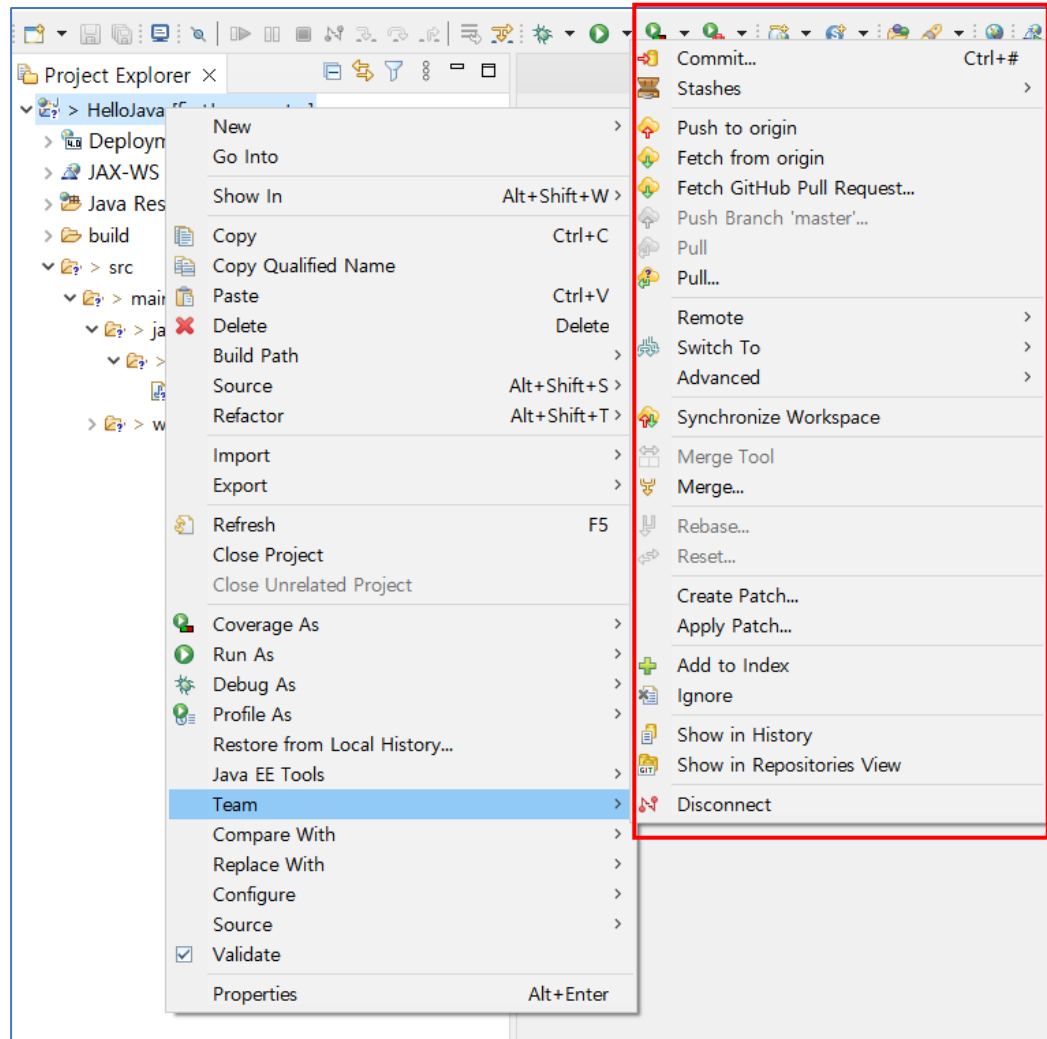 Project Explorer
> HelloJava
> src
build
JAX-WS
New
Go Into
Show In Alt+Shift+W
Copy Ctrl+C
Copy Qualified Name
Paste Ctrl+V
Delete Delete
Build Path
Source Alt+Shift+S
Refactor Alt+Shift+T
Import
Export
Refresh F5
Close Project
Close Unrelated Project
Coverage As
Run As
Debug As
Profile As
Restore from Local History...
Java EE Tools
Team
Compare With
Replace With
Configure
Source
Validate
Properties Alt+Enter
Commit... Ctrl+#
Stashes
Push to origin
Fetch from origin
Fetch GitHub Pull Request...
Push Branch 'master'...
Pull
Pull...
Remote
Switch To
Advanced
Synchronize Workspace
Merge Tool
Merge...
Rebase...
Reset...
Create Patch...
Apply Patch...
Add to Index
Ignore
Show in History
Show in Repositories View
Disconnect